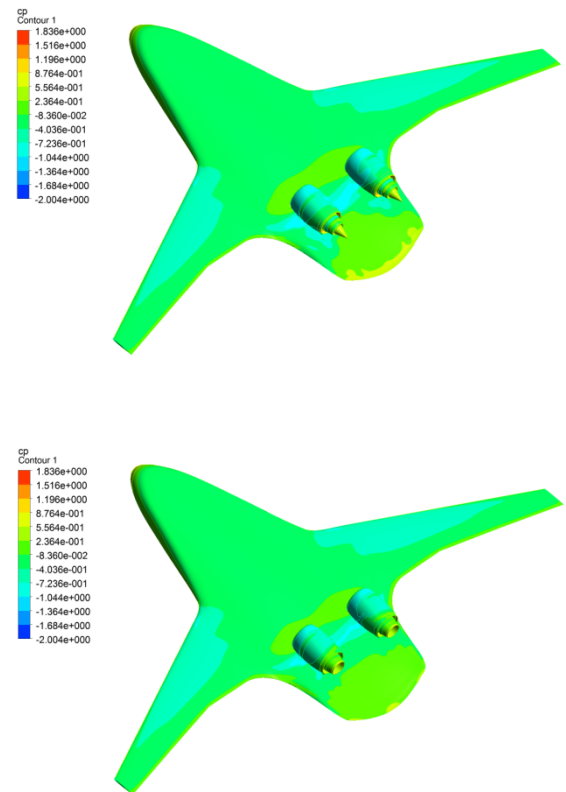 cp
Contour 1
1.836e+000
1.516e+000
1.196e+000
8.764e-001
5.564e-001
2.364e-001
-8.360e-002
-4.036e-001
-7.236e-001
-1.044e+000
-1.364e+000
-1.684e+000
-2.004e+000
cp
Contour 1
1.836e+000
1.516e+000
1.196e+000
8.764e-001
5.564e-001
2.364e-001
-8.360e-002
-4.036e-001
-7.236e-001
-1.044e+000
-1.364e+000
-1.684e+000
-2.004e+000